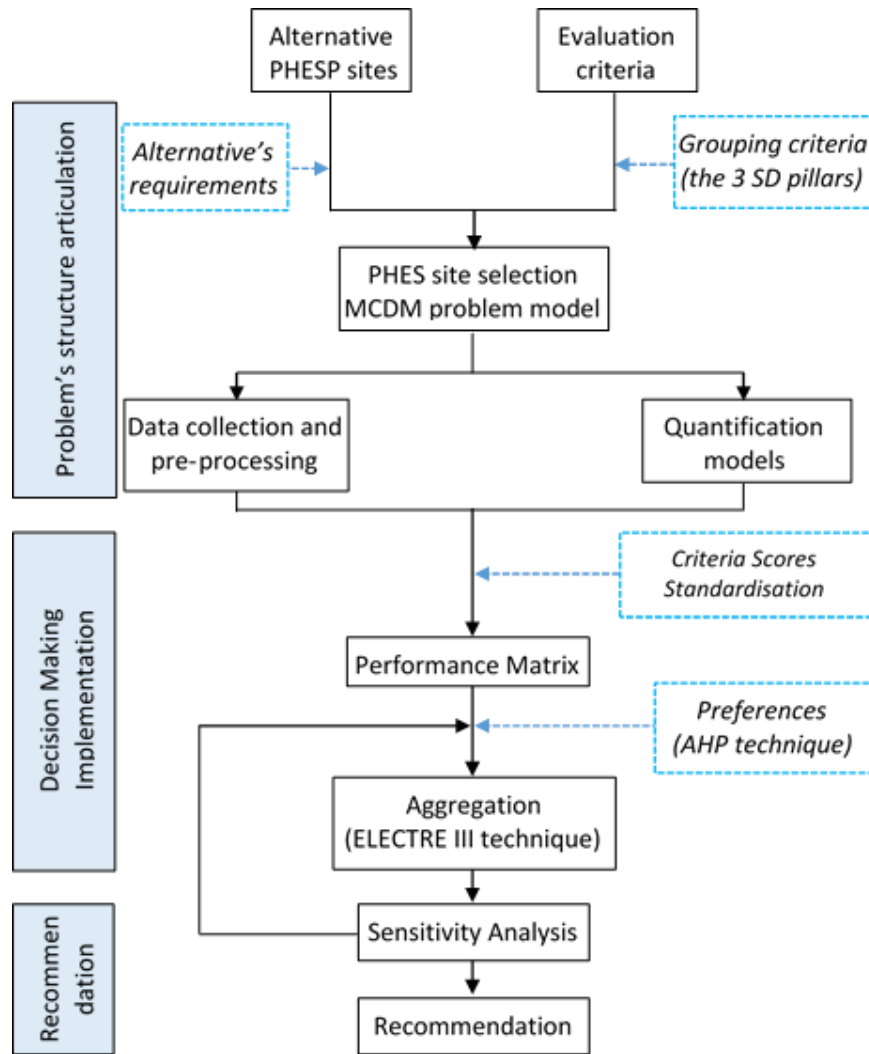 Alternative
PHESP sites
Evaluation
criteria
Problem's structure articulation
Alternative's
requirements
Grouping criteria
(the 3 SD pillars)
PHES site selection
MCDM problem model
Data collection and
pre-processing
Quantification
models
Decision Making
Implementation
Criteria Scores
Standardisation
Performance Matrix
Preferences
(AHP technique)
Aggregation
(ELECTRE III technique)
Recommen
dation
Sensitivity Analysis
Recommendation